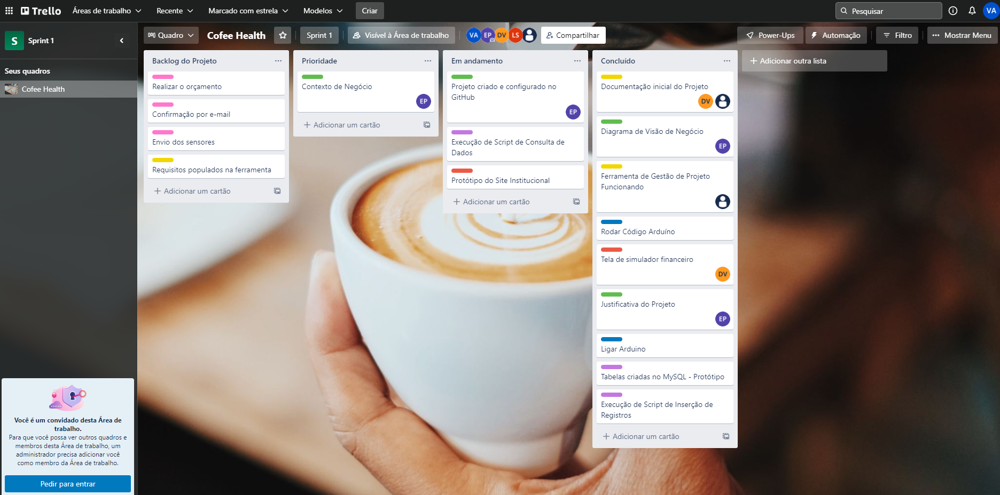 Trello
Áreas de trabalho
Recente
Marcado com estrela
Modelos
Criar
Pesquisar
VA
S
Sprint 1
Seus quadros
Cofee Health
Você é um convidado desta Área de
trabalho.
Para que você possa ver outros quadros e
membros desta Área de trabalho, um
administrador precisa adicionar você
como membro da Área de trabalho.
Pedir para entrar
Quadro
Cofee Health
Sprint 1
Visível à Área de trabalho
VA
EP
DV
LS
Compartilhar
Power-Ups
Automação
Filtro
Mostrar Menu
Backlog do Projeto
Realizar o orçamento
Confirmação por e-mail
Envio dos sensores
Requisitos populados na ferramenta
Adicionar um cartão
Prioridade
Contexto de Negócio
EP
Adicionar um cartão
Em andamento
Projeto criado e configurado no
GitHub
EP
Execução de Script de Consulta de
Dados
Protótipo do Site Institucional
Adicionar um cartão
Concluído
Documentação inicial do Projeto
DV
Diagrama de Visão de Negócio
EP
Ferramenta de Gestão de Projeto
Funcionando
Rodar Código Arduíno
Tela de simulador financeiro
DV
Justificativa do Projeto
EP
Ligar Arduino
Tabelas criadas no MySQL - Protótipo
Execução de Script de Inserção de
Registros
Adicionar um cartão
Adicionar outra lista